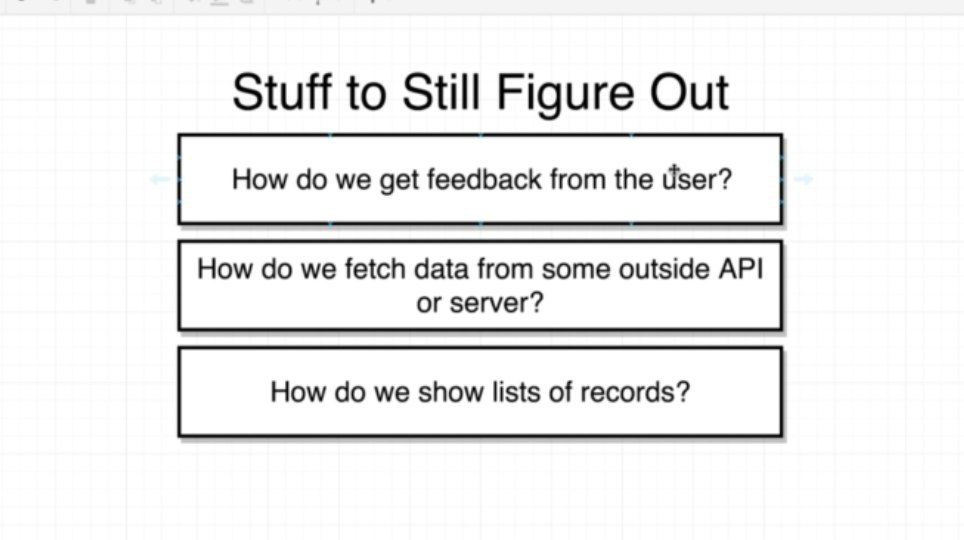 Stuff to Still Figure Out
How do we get feedback from the user?
How do we fetch data from some outside API
or server?
How do we show lists of records?